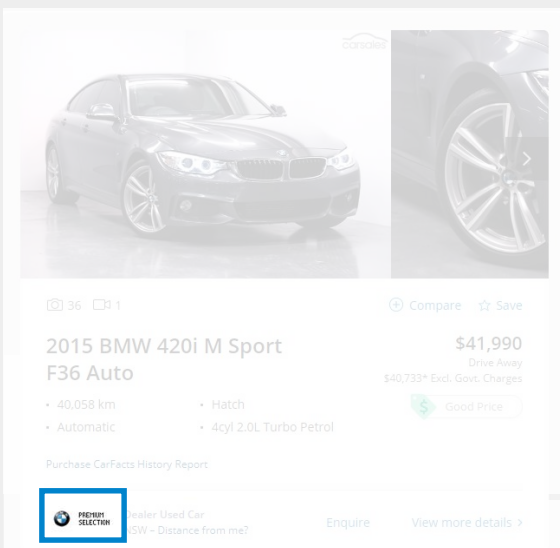 carsales
36
1
Compare
Save
2015 BMW 420i M Sport
F36 Auto
$41,990
Drive Away
$40,733* Excl. Govt. Charges
$ Good Price
• 40,058 km
• Hatch
• Automatic
• 4cyl 2.0L Turbo Petrol
Purchase CarFacts History Report
PREMIUM
SELECTION
Dealer Used Car
NSW – Distance from me?
Enquire
View more details